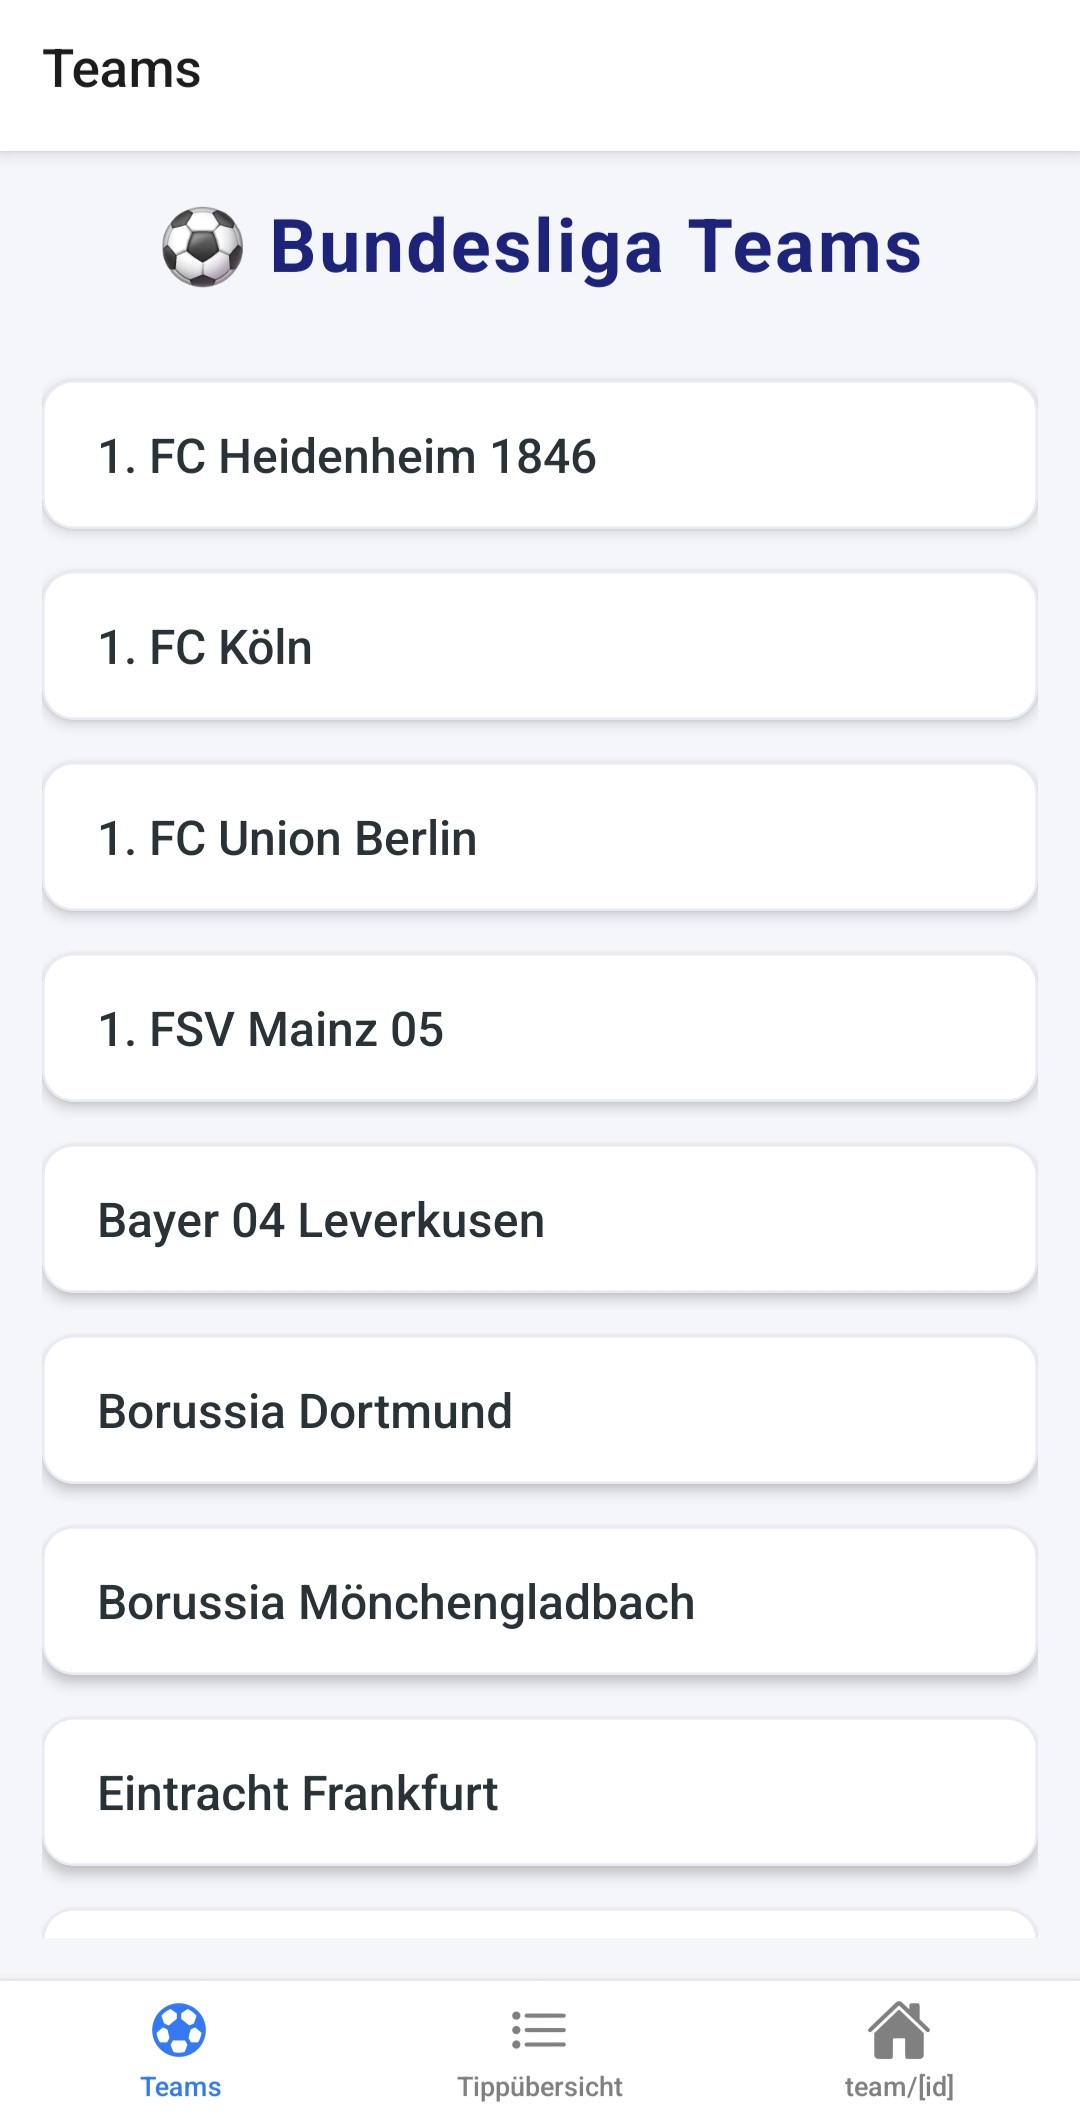 Teams
Bundesliga Teams
1. FC Heidenheim 1846
1. FC Köln
1. FC Union Berlin
1. FSV Mainz 05
Bayer 04 Leverkusen
Borussia Dortmund
Borussia Mönchengladbach
Eintracht Frankfurt
Teams
Tippübersicht
team/[id]